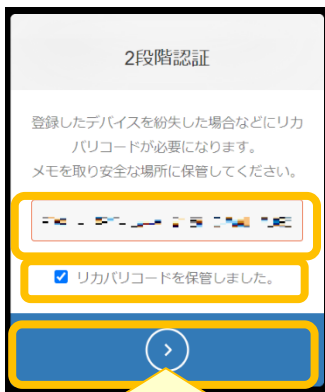 2段階認証
登録したデバイスを紛失した場合などにリカ
バリコードが必要になります。
メモを取り安全な場所に保管してください。
リカバリコードを保管しました。